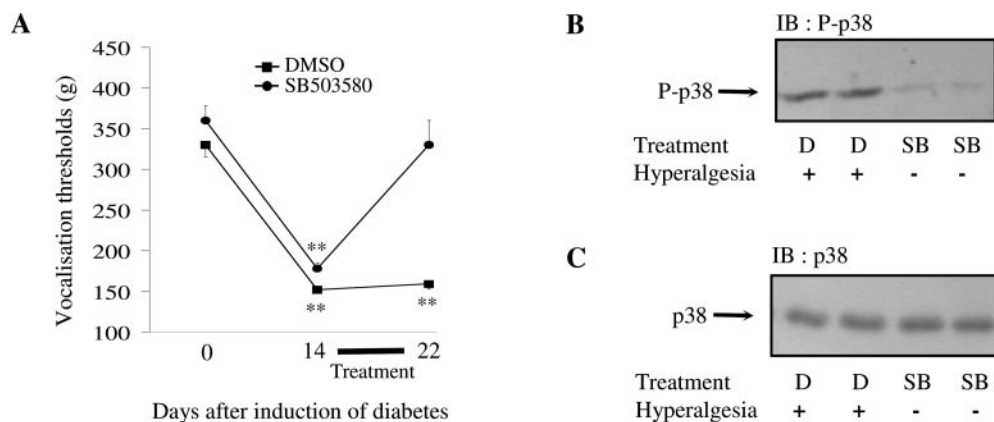 A
Vocalisation thresholds (g)
450
400
350
300
250
200
150
100
DMSO
SB503580
**
**
**
0 14 22
Treatment
Days after induction of diabetes
B
IB : P-p38
P-p38
Treatment D D SB SB
Hyperalgesia + + - -
C
IB : p38
p38
Treatment D D SB SB
Hyperalgesia + + - -